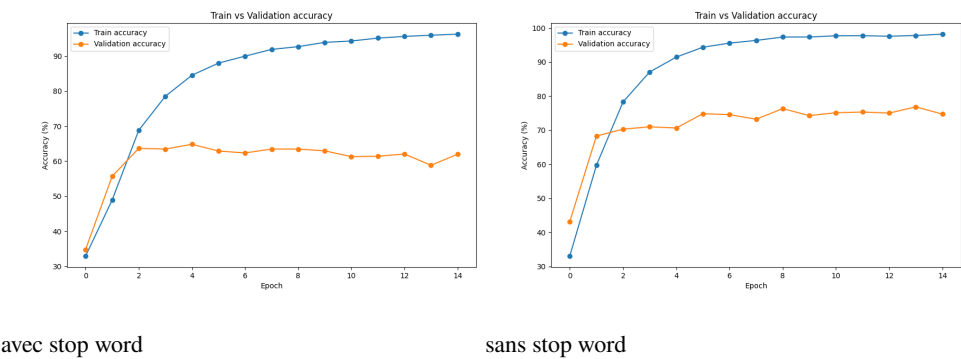 Train vs Validation accuracy
Train accuracy
Validation accuracy
90
80
70
60
50
40
30
Accuracy (%)
0 2 4 6 8 10 12 14
Epoch
Train vs Validation accuracy
Train accuracy
Validation accuracy
100
90
80
70
60
50
40
30
Accuracy (%)
0 2 4 6 8 10 12 14
Epoch
avec stop word
sans stop word